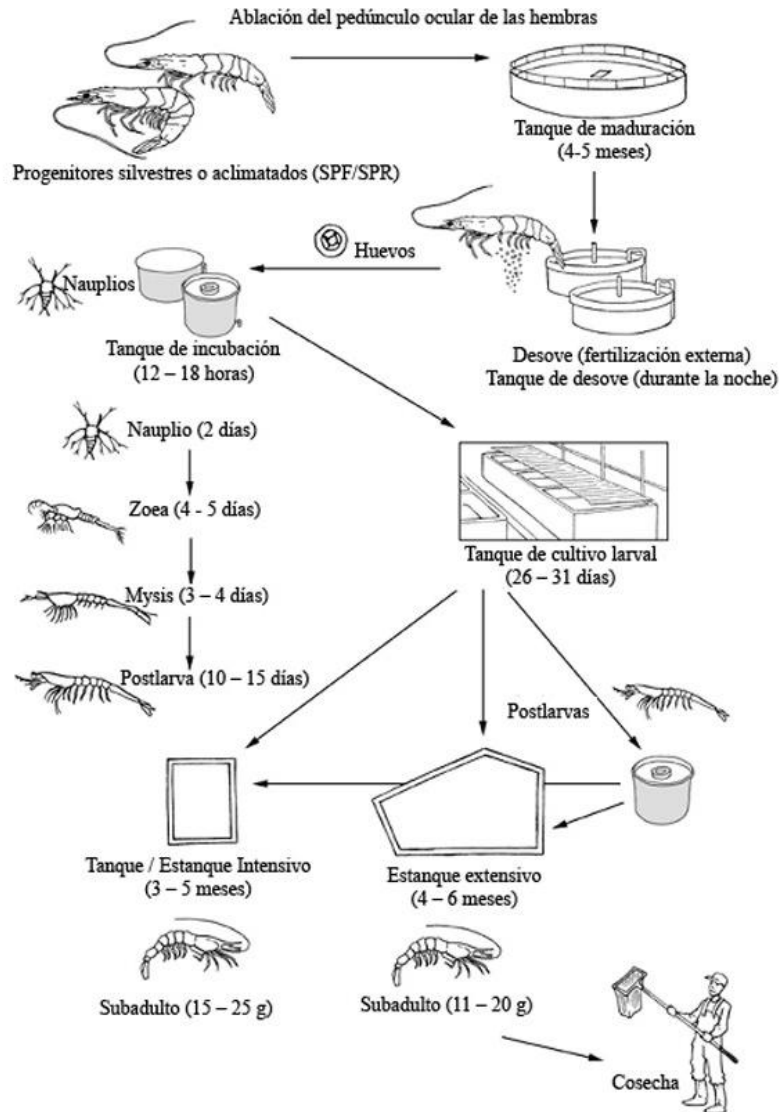 Ablación del pedúnculo ocular de las hembras
Tanque de maduración
(4-5 meses)
Progenitores silvestres o aclimatados (SPF/SPR)
Huevos
Nauplios
Tanque de incubación
(12 – 18 horas)
Desove (fertilización externa)
Tanque de desove (durante la noche)
Nauplio (2 días)
Zoea (4 - 5 días)
Mysis (3 – 4 días)
Postlarva (10 – 15 días)
Tanque de cultivo larval
(26 – 31 días)
Postlarvas
Tanque / Estanque Intensivo
(3 – 5 meses)
Estanque extensivo
(4 – 6 meses)
Subadulto (15 – 25 g)
Subadulto (11 – 20 g)
Cosecha